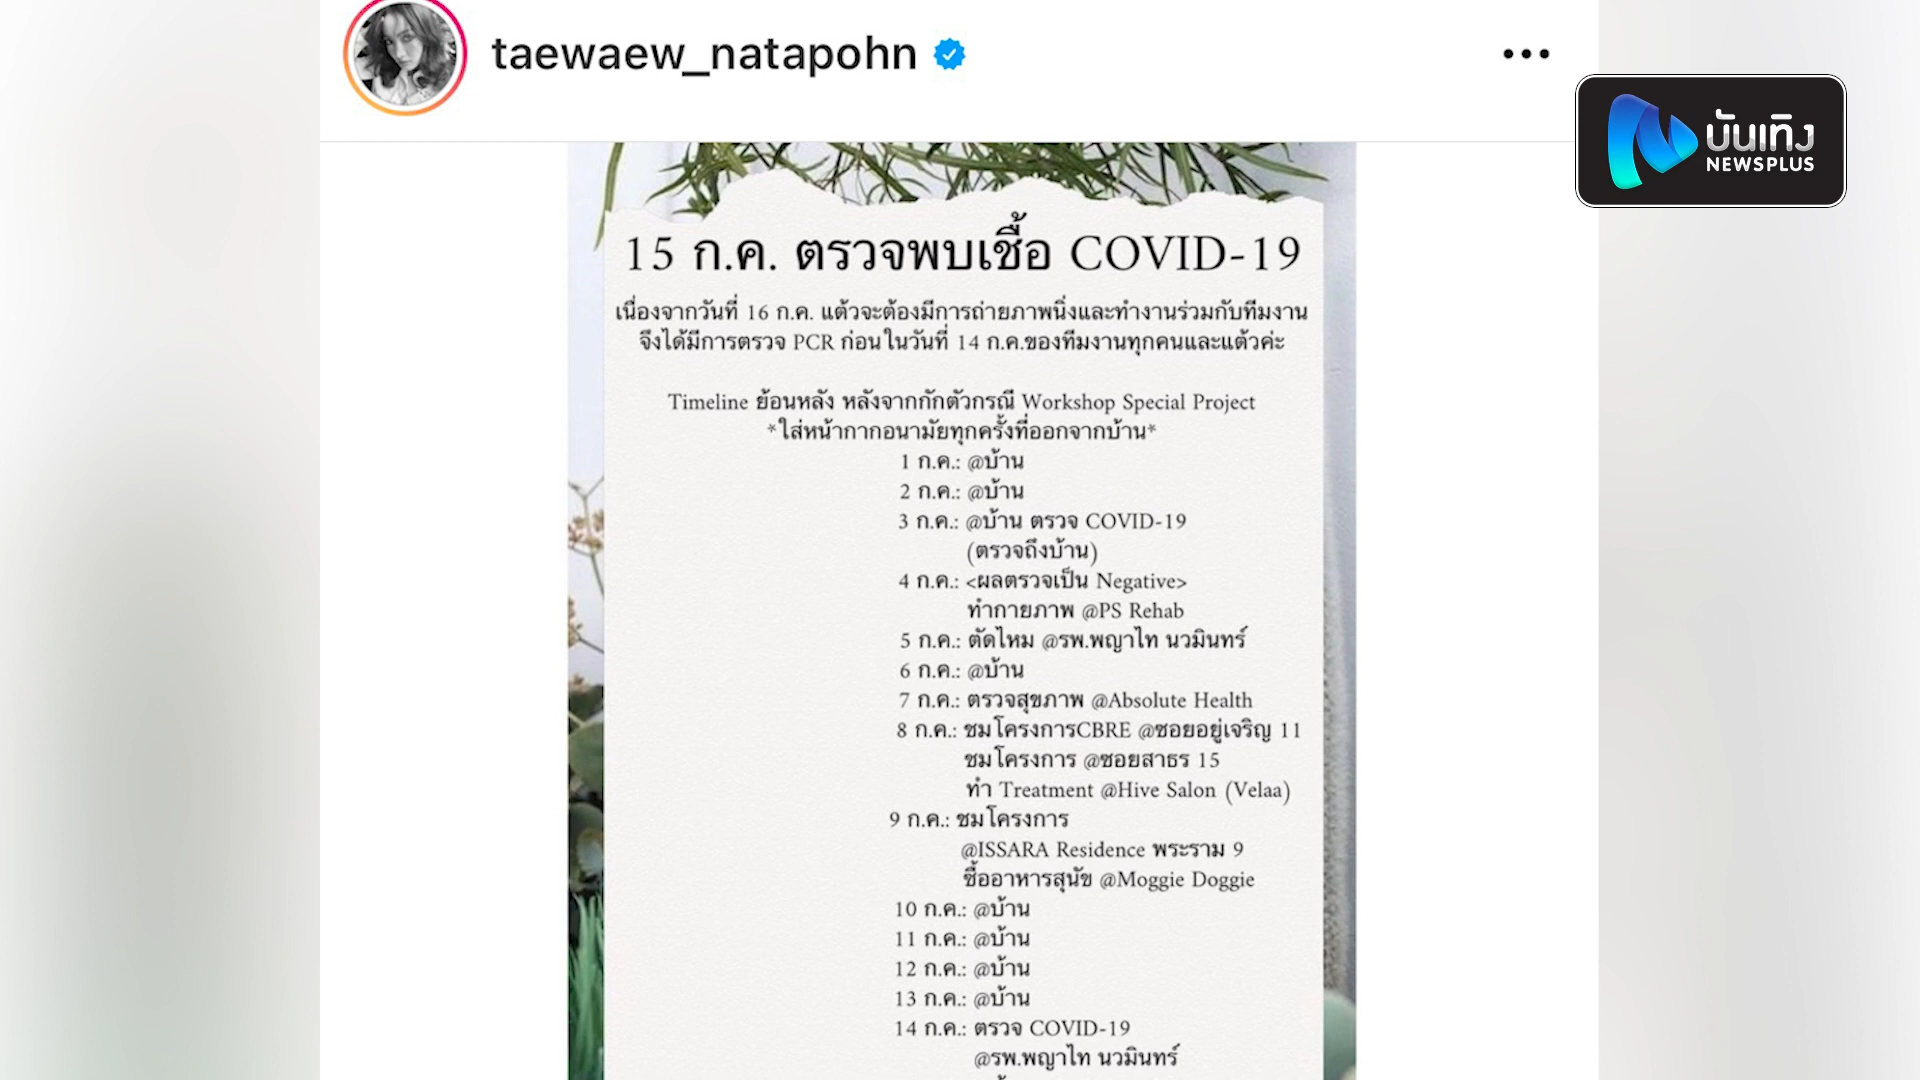 taewaew_natapohn
บันเทิง
NEWSPLUS
15 ก.ค. ตรวจพบเชื้อ COVID-19
เนื่องจากวันที่ 16 ก.ค. แต้วจะต้องมีการถ่ายภาพนิ่งและทำงานร่วมกับทีมงาน
จึงได้มีการตรวจ PCR ก่อนในวันที่ 14 ก.ค.ของทีมงานทุกคนและแต้วค่ะ
Timeline ย้อนหลัง หลังจากกักตัวกรณี Workshop Special Project
*ใส่หน้ากากอนามัยทุกครั้งที่ออกจากบ้าน*
1 ก.ค.: @บ้าน
2 ก.ค.: @บ้าน
3 ก.ค.: @บ้าน ตรวจ COVID-19
(ตรวจถึงบ้าน)
4 ก.ค.: <ผลตรวจเป็น Negative>
ทำกายภาพ @PS Rehab
5 ก.ค.: ตัดไหม @รพ.พญาไท นวมินทร์
6 ก.ค.: @บ้าน
7 ก.ค.: ตรวจสุขภาพ @Absolute Health
8 ก.ค.: ชมโครงการCBRE @ซอยอยู่เจริญ 11
ชมโครงการ @ซอยสาธร 15
ทำ Treatment @Hive Salon (Velaa)
9 ก.ค.: ชมโครงการ
@ISSARA Residence พระราม 9
ซื้ออาหารสุนัข @Moggie Doggie
10 ก.ค.: @บ้าน
11 ก.ค.: @บ้าน
12 ก.ค.: @บ้าน
13 ก.ค.: @บ้าน
14 ก.ค.: ตรวจ COVID-19
@รพ.พญาไท นวมินทร์